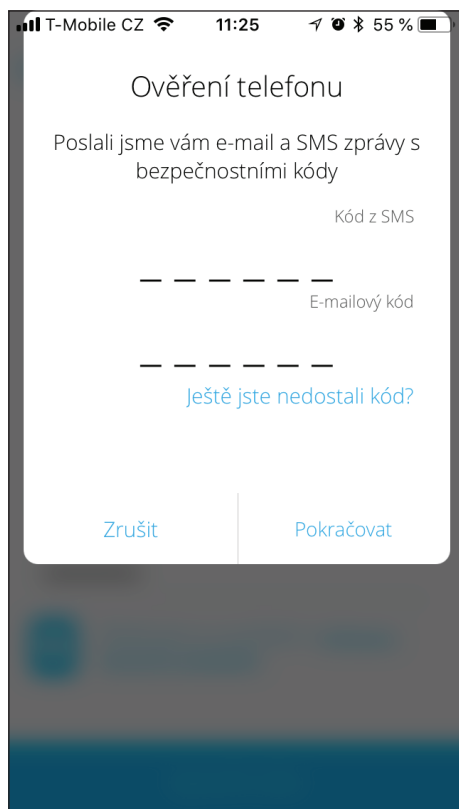 T-Mobile CZ 11:25 55 %
Ověření telefonu
Poslali jsme vám e-mail a SMS zprávy s
bezpečnostními kódy
Kód z SMS
E-mailový kód
Ještě jste nedostali kód?
Zrušit Pokračovat